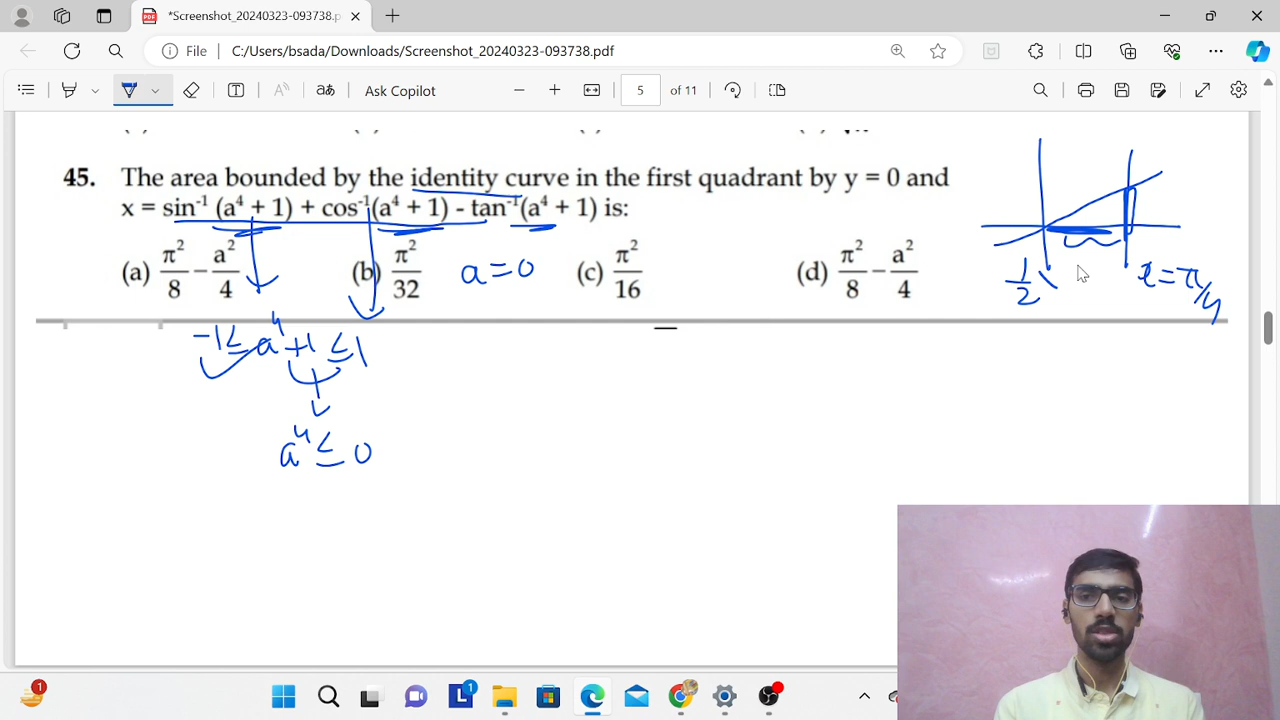 *Screenshot_20240323-093738.p
File C:/Users/bsada/Downloads/Screenshot_20240323-093738.pdf
Ask Copilot 5 of 11
45. The area bounded by the identity curve in the first quadrant by y = 0 and
x = sin⁻¹ (a⁴ + 1) + cos⁻¹(a⁴ + 1) - tan⁻¹(a⁴ + 1) is:
(a) π²/8 − a²/4 (b) π²/32 a=0 (c) π²/16 (d) π²/8 − a²/4
1/2 x=π/4
-1≤a⁴+1≤1
a⁴≤0
1
1